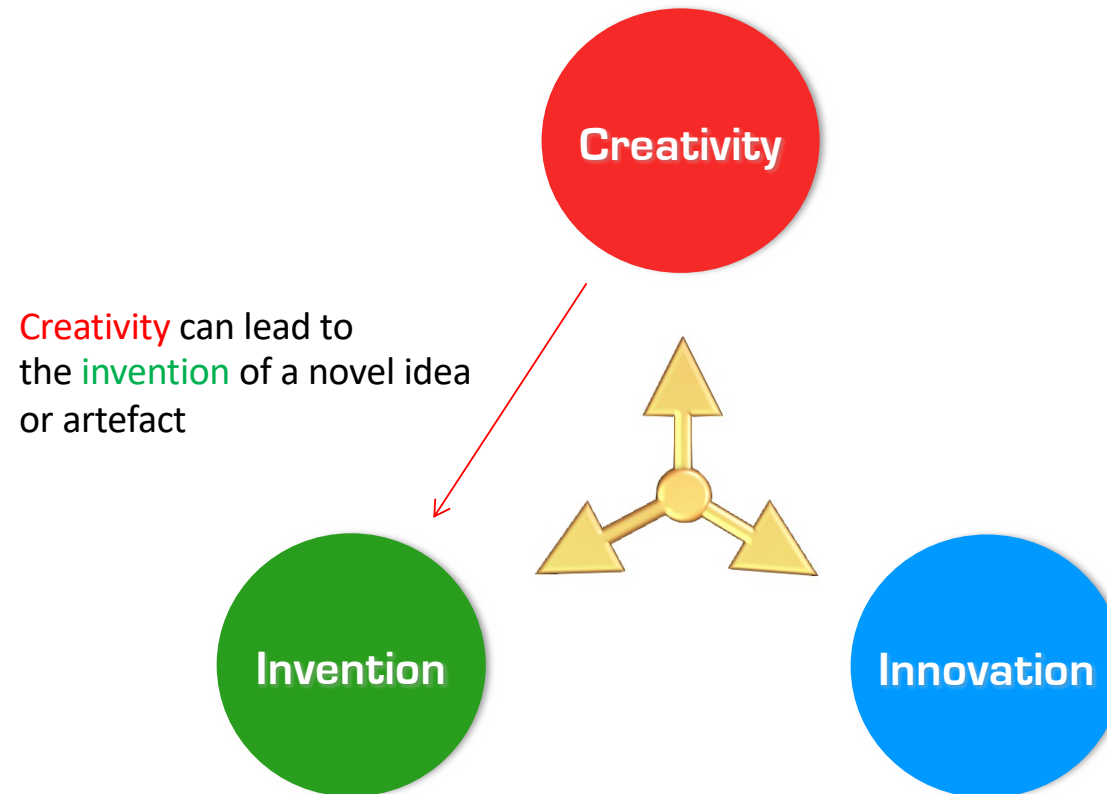 Creativity
Creativity can lead to
the invention of a novel idea
or artefact
Invention
Innovation